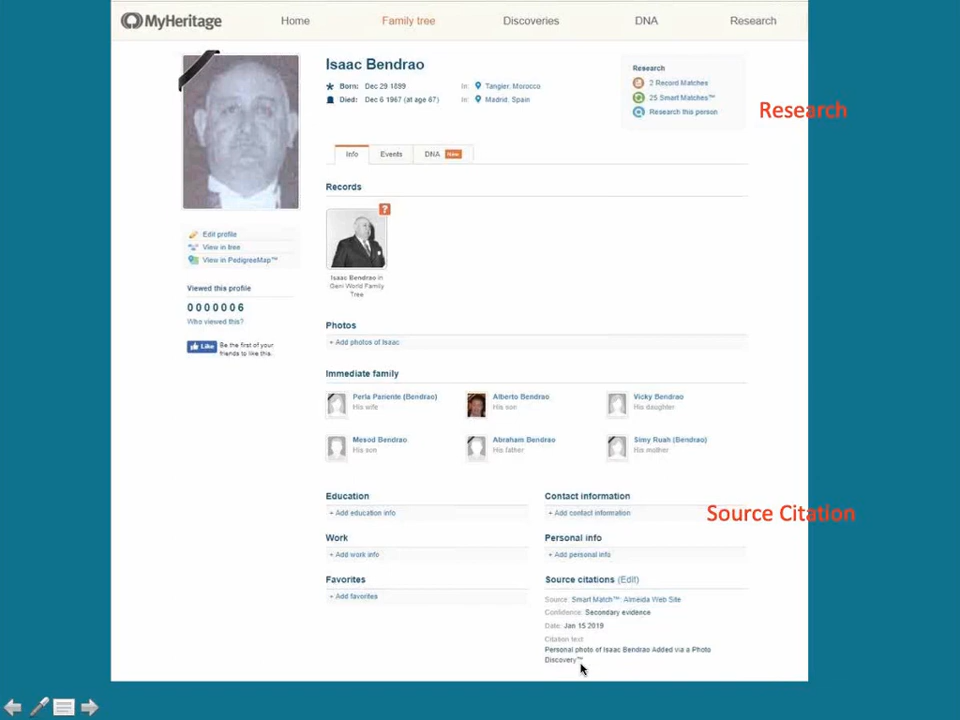 MyHeritage
Home
Family tree
Discoveries
DNA
Research
Isaac Bendrao
Born: Dec 29 1899 In: Tangier, Morocco
Died: Dec 6 1967 (at age 67) In: Madrid, Spain
Research
2 Record Matches
25 Smart Matches™
Research this person
Research
Info
Events
DNA New
Records
?
Isaac Bendrao in
Geni World Family
Tree
Edit profile
View in tree
View in PedigreeMap™
Viewed this profile
0000006
Who viewed this?
Like
Be the first of your
friends to like this.
Photos
+ Add photos of Isaac
Immediate family
Perla Pariente (Bendrao)
His wife
Alberto Bendrao
His son
Vicky Bendrao
His daughter
Mesod Bendrao
His son
Abraham Bendrao
His father
Simy Ruah (Bendrao)
His mother
Education
+ Add education info
Contact information
+ Add contact information
Source Citation
Work
+ Add work info
Personal info
+ Add personal info
Favorites
+ Add favorites
Source citations (Edit)
Source: Smart Match™: Almeida Web Site
Confidence: Secondary evidence
Date: Jan 15 2019
Citation text:
Personal photo of Isaac Bendrao Added via a Photo
Discovery™